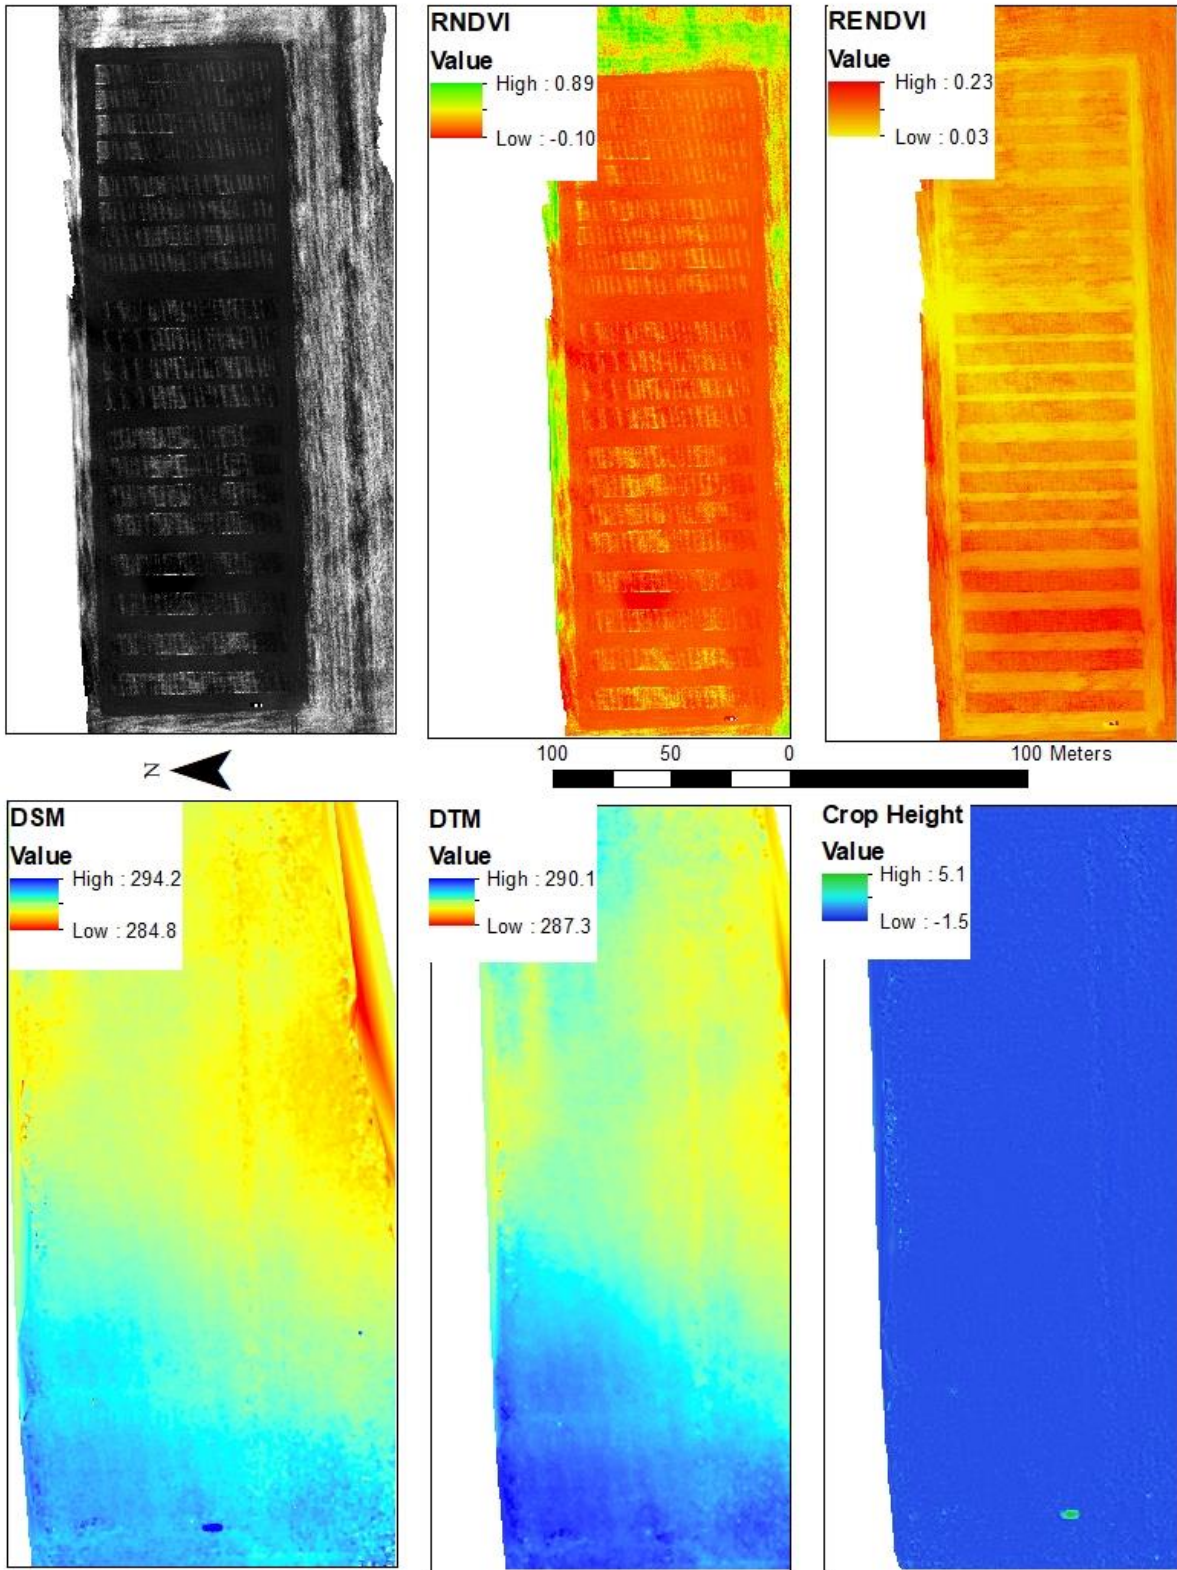 RNDVI
Value
High : 0.89
Low : -0.10
RENDVI
Value
High : 0.23
Low : 0.03
N
100 50 0 100 Meters
DSM
Value
High : 294.2
Low : 284.8
DTM
Value
High : 290.1
Low : 287.3
Crop Height
Value
High : 5.1
Low : -1.5